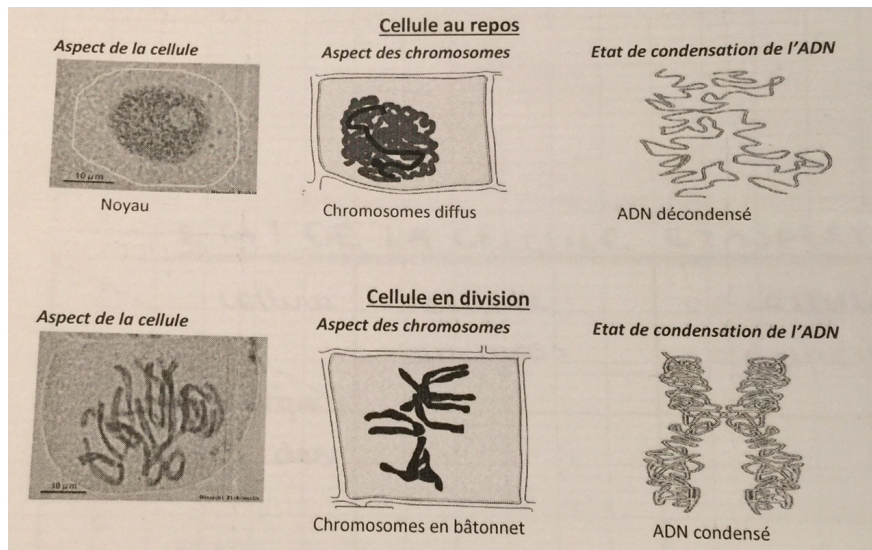 Cellule au repos
Aspect de la cellule
Aspect des chromosomes
Etat de condensation de l'ADN
10 µm
Noyau
Chromosomes diffus
ADN décondensé
Cellule en division
Aspect de la cellule
Aspect des chromosomes
Etat de condensation de l'ADN
10 µm
Chromosomes en bâtonnet
ADN condensé